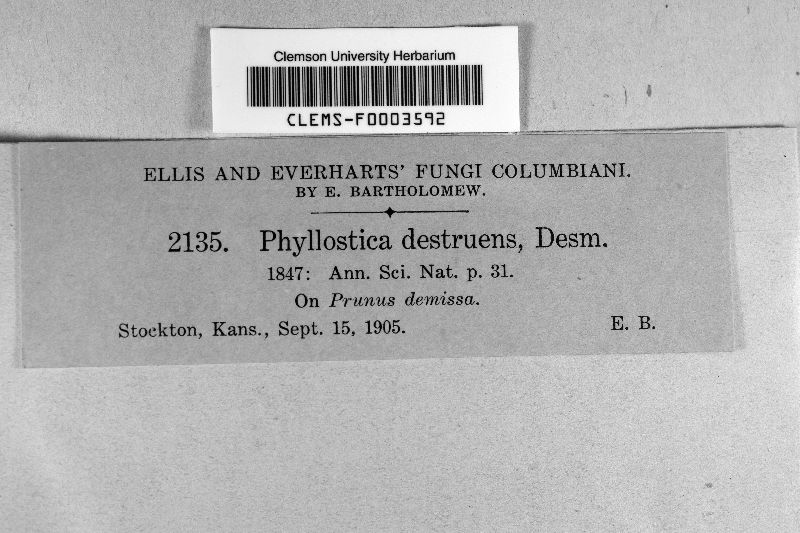 Clemson University Herbarium
CLEMS-F0003592
ELLIS AND EVERHARTS' FUNGI COLUMBIANI.
BY E. BARTHOLOMEW.
2135. Phyllostica destruens, Desm.
1847: Ann. Sci. Nat. p. 31.
On Prunus demissa.
Stockton, Kans., Sept. 15, 1905. E. B.